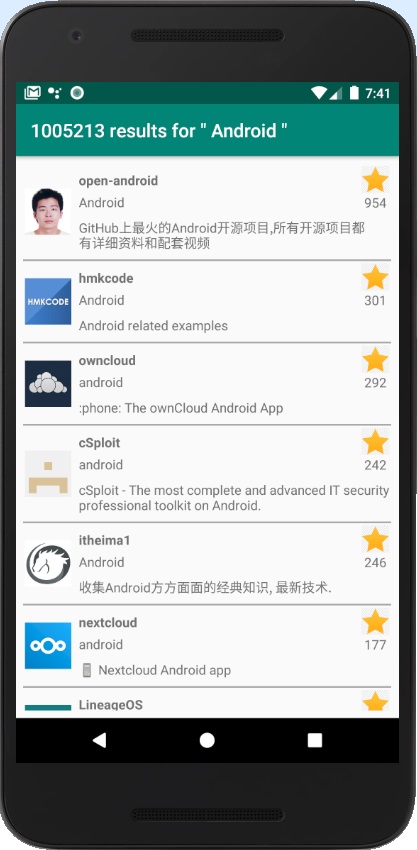 7:41
1005213 results for " Android "
open-android
Android
954
GitHub上最火的Android开源项目,所有开源项目都
有详细资料和配套视频
HMKCODE
hmkcode
Android
301
Android related examples
owncloud
android
292
:phone: The ownCloud Android App
cSploit
android
242
cSploit - The most complete and advanced IT security
professional toolkit on Android.
itheima1
Android
246
收集Android方方面面的经典知识, 最新技术.
nextcloud
android
177
Nextcloud Android app
LineageOS